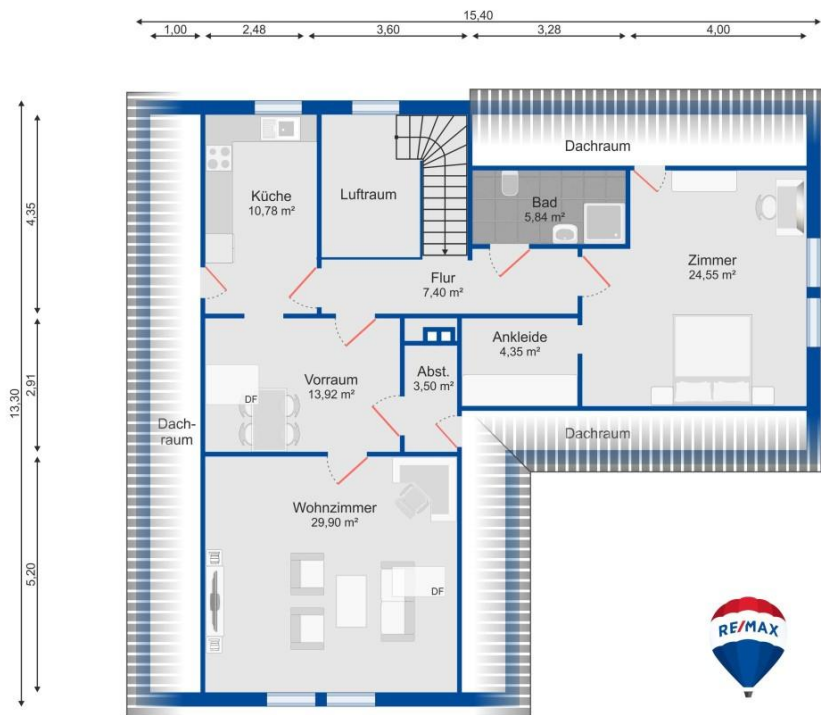 15,40
1,00
2,48
3,60
3,28
4,00
13,30
4,35
2,91
5,20
Dachraum
Küche
10,78 m²
Luftraum
Bad
5,84 m²
Zimmer
24,55 m²
Flur
7,40 m²
Ankleide
4,35 m²
Abst.
3,50 m²
Vorraum
13,92 m²
DF
Dach-
raum
Dachraum
Wohnzimmer
29,90 m²
DF
RE/MAX